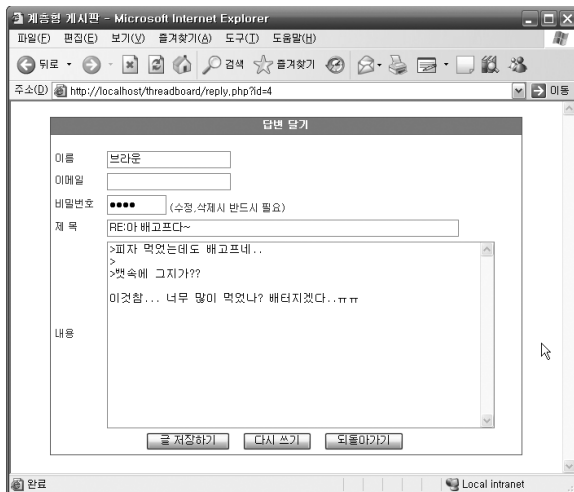 계층형 게시판 - Microsoft Internet Explorer
파일(F) 편집(E) 보기(V) 즐겨찾기(A) 도구(T) 도움말(H)
뒤로 검색 즐겨찾기
주소(D) http://localhost/threadboard/reply.php?id=4 이동
답변 달기
이름 브라운
이메일
비밀번호 ●●●● (수정,삭제시 반드시 필요)
제 목 RE:아 배고프다~
>피자 먹었는데도 배고프네..
>
>뱃속에 그지가??
이것참... 너무 많이 먹었나? 배터지겠다..ㅠㅠ
내용
글 저장하기 다시 쓰기 되돌아가기
완료 Local intranet